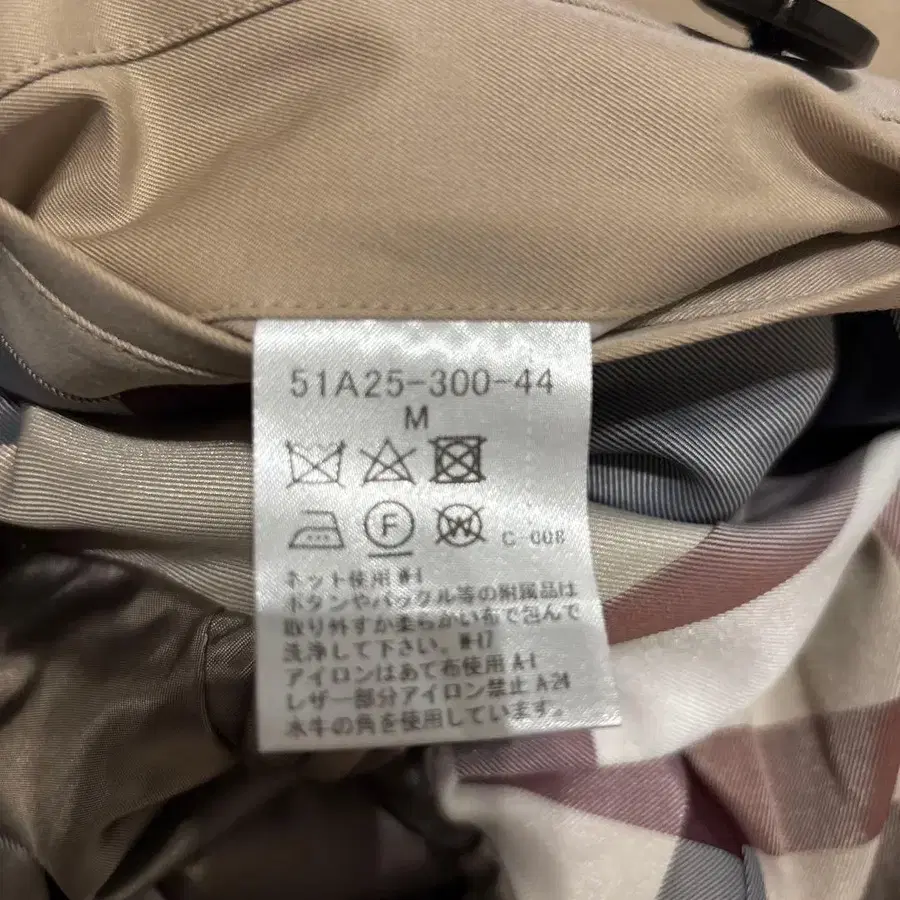 51A25-300-44
M
F W C 008
ネット使用 W-1
ボタンやバックル等の附属品は
取り外すか柔らかい布で包んで
洗浄して下さい。W-17
アイロンはあて布使用 A-1
レザー部分アイロン禁止 A-24
水牛の角を使用しています。